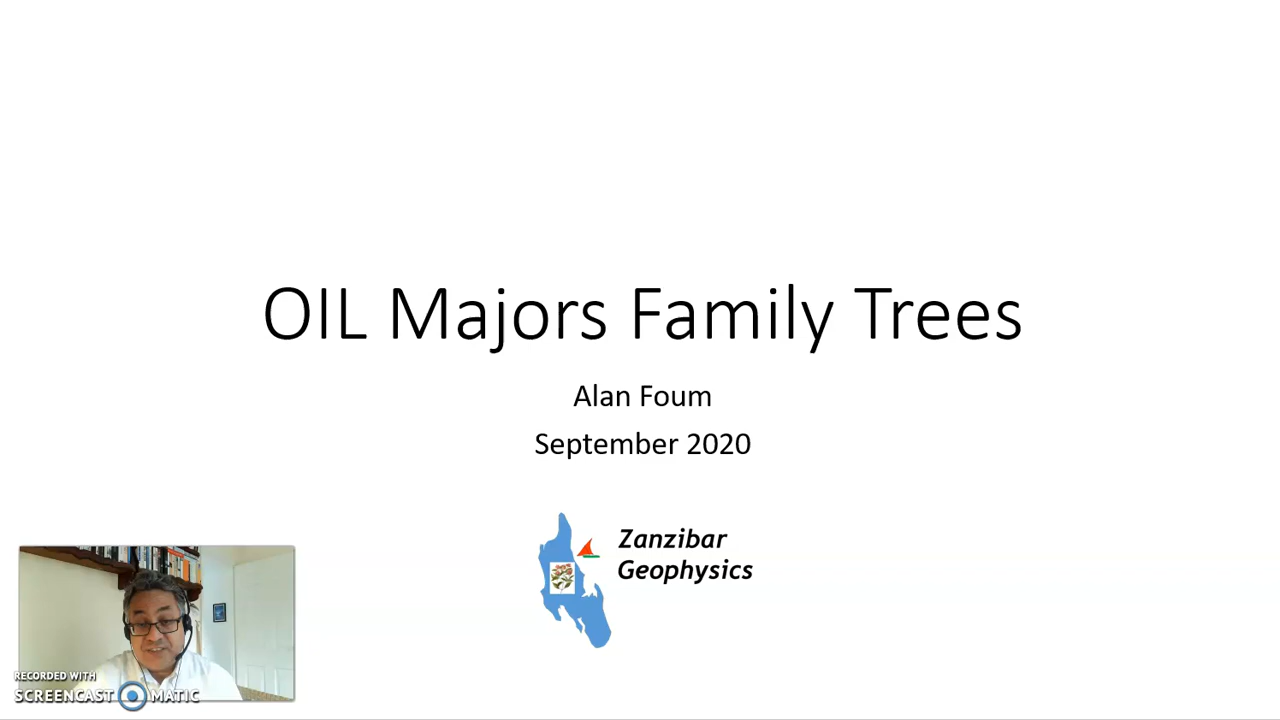 OIL Majors Family Trees
Alan Foum
September 2020
Zanzibar
Geophysics
RECORDED WITH
SCREENCAST MATIC